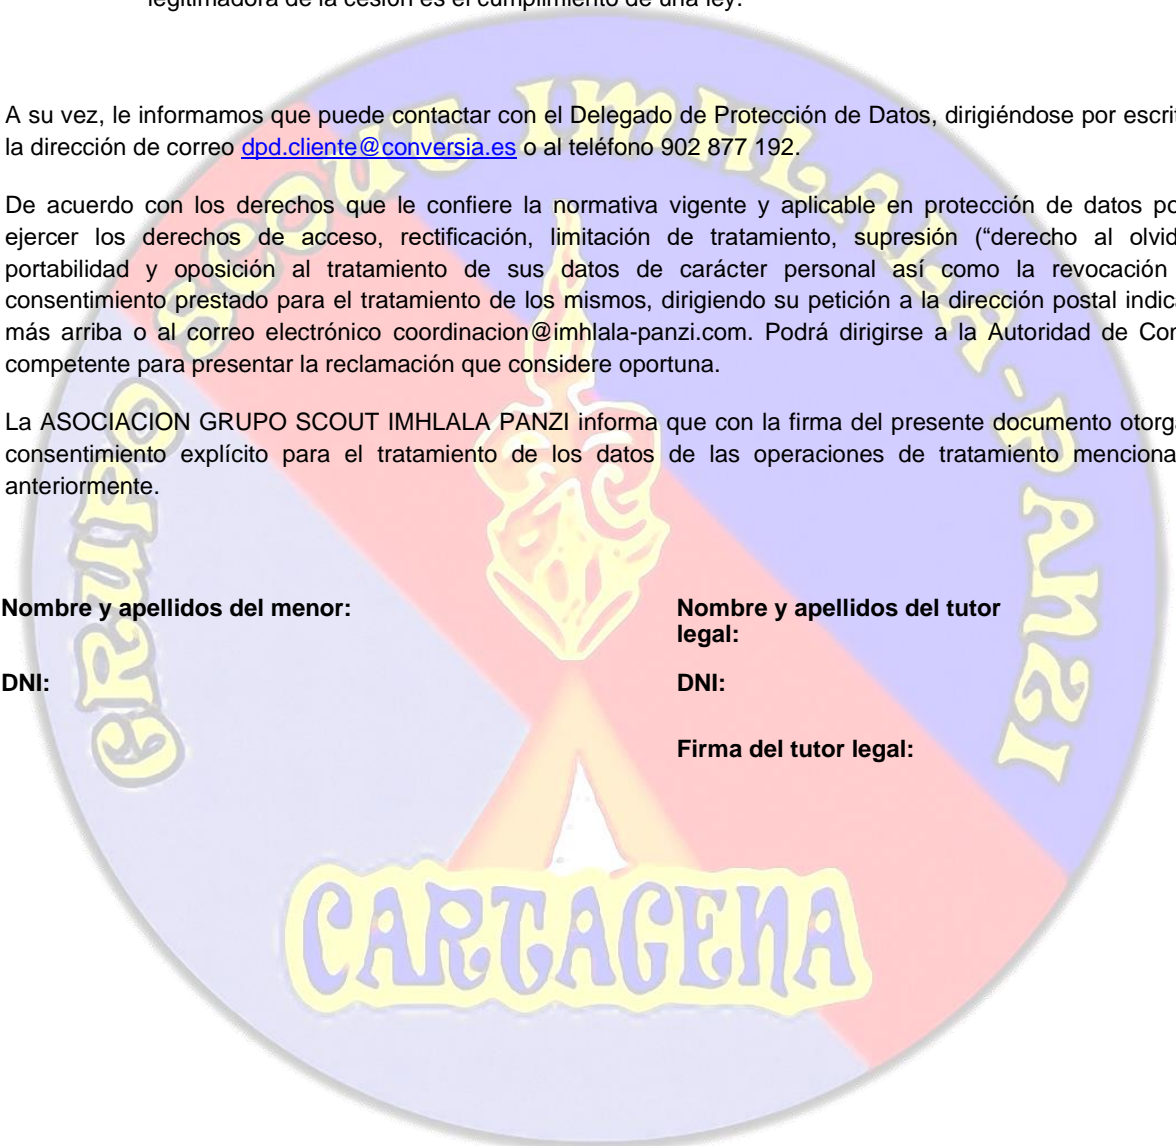 legitimadora de la cesión es el cumplimiento de una ley.
A su vez, le informamos que puede contactar con el Delegado de Protección de Datos, dirigiéndose por escri
la dirección de correo dpd.cliente@conversia.es o al teléfono 902 877 192.
De acuerdo con los derechos que le confiere la normativa vigente y aplicable en protección de datos po
ejercer los derechos de acceso, rectificación, limitación de tratamiento, supresión (“derecho al olvid
portabilidad y oposición al tratamiento de sus datos de carácter personal así como la revocación
consentimiento prestado para el tratamiento de los mismos, dirigiendo su petición a la dirección postal indic
más arriba o al correo electrónico coordinacion@imhlala-panzi.com. Podrá dirigirse a la Autoridad de Con
competente para presentar la reclamación que considere oportuna.
La ASOCIACION GRUPO SCOUT IMHLALA PANZI informa que con la firma del presente documento otorg
consentimiento explícito para el tratamiento de los datos de las operaciones de tratamiento menciona
anteriormente.
Nombre y apellidos del menor:
Nombre y apellidos del tutor
legal:
DNI:
DNI:
Firma del tutor legal:
GRUPO SCOUT IMHLALA-PANZI
CARTAGENA